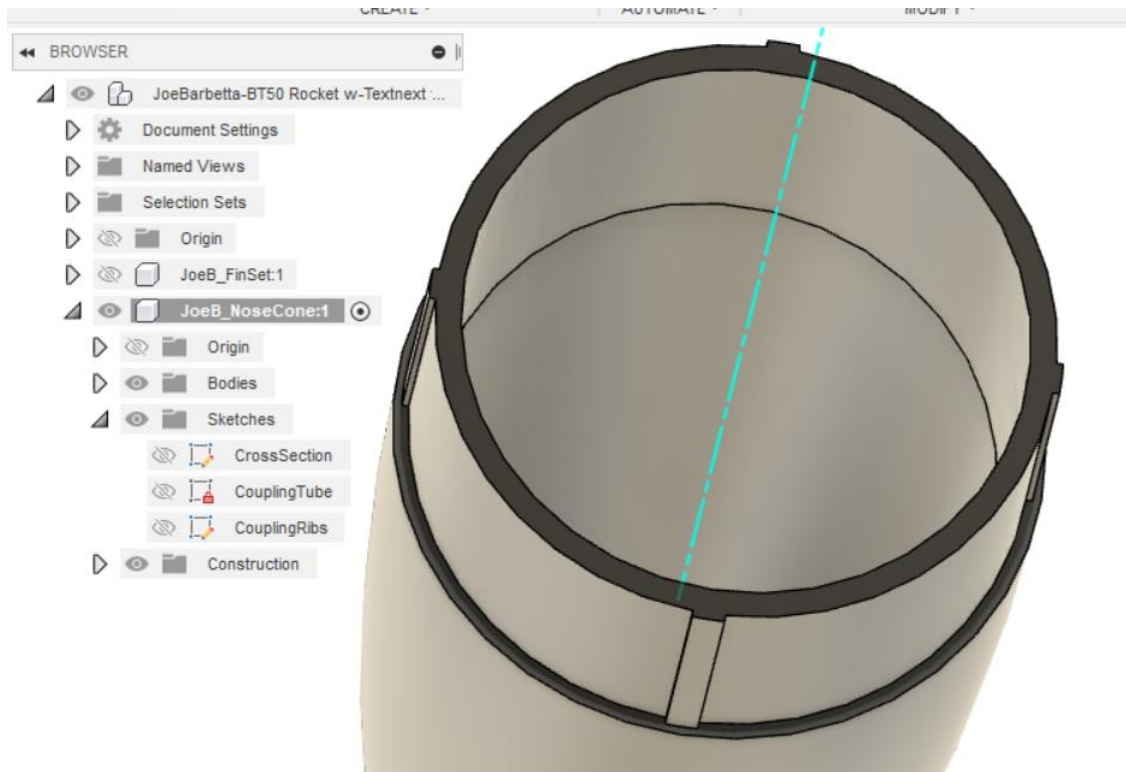 CREATE
AUTOMATE
MODIFY
BROWSER
JoeBarbetta-BT50 Rocket w-Textnext ...
Document Settings
Named Views
Selection Sets
Origin
JoeB_FinSet:1
JoeB_NoseCone:1
Origin
Bodies
Sketches
CrossSection
CouplingTube
CouplingRibs
Construction